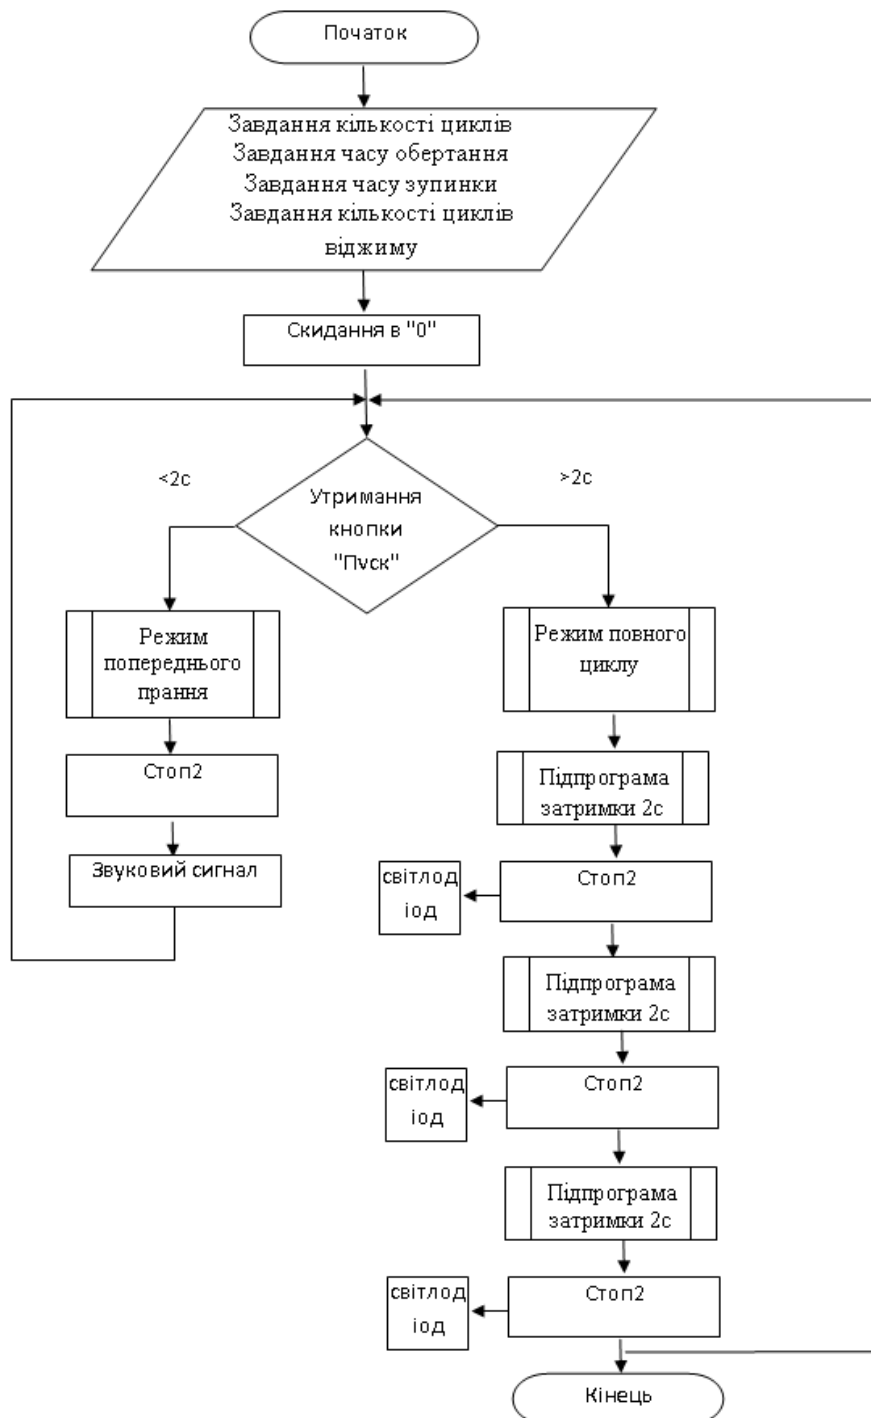 Початок
Завдання кількості циклів
Завдання часу обертання
Завдання часу зупинки
Завдання кількості циклів
віджиму
Скидання в "0"
<2с
>2с
Утримання
кнопки
"Пуск"
Режим
попереднього
прання
Стоп2
Звуковий сигнал
Режим повного
циклу
Підпрограма
затримки 2с
Стоп2
світлод
іод
Підпрограма
затримки 2с
Стоп2
світлод
іод
Підпрограма
затримки 2с
Стоп2
світлод
іод
Кінець